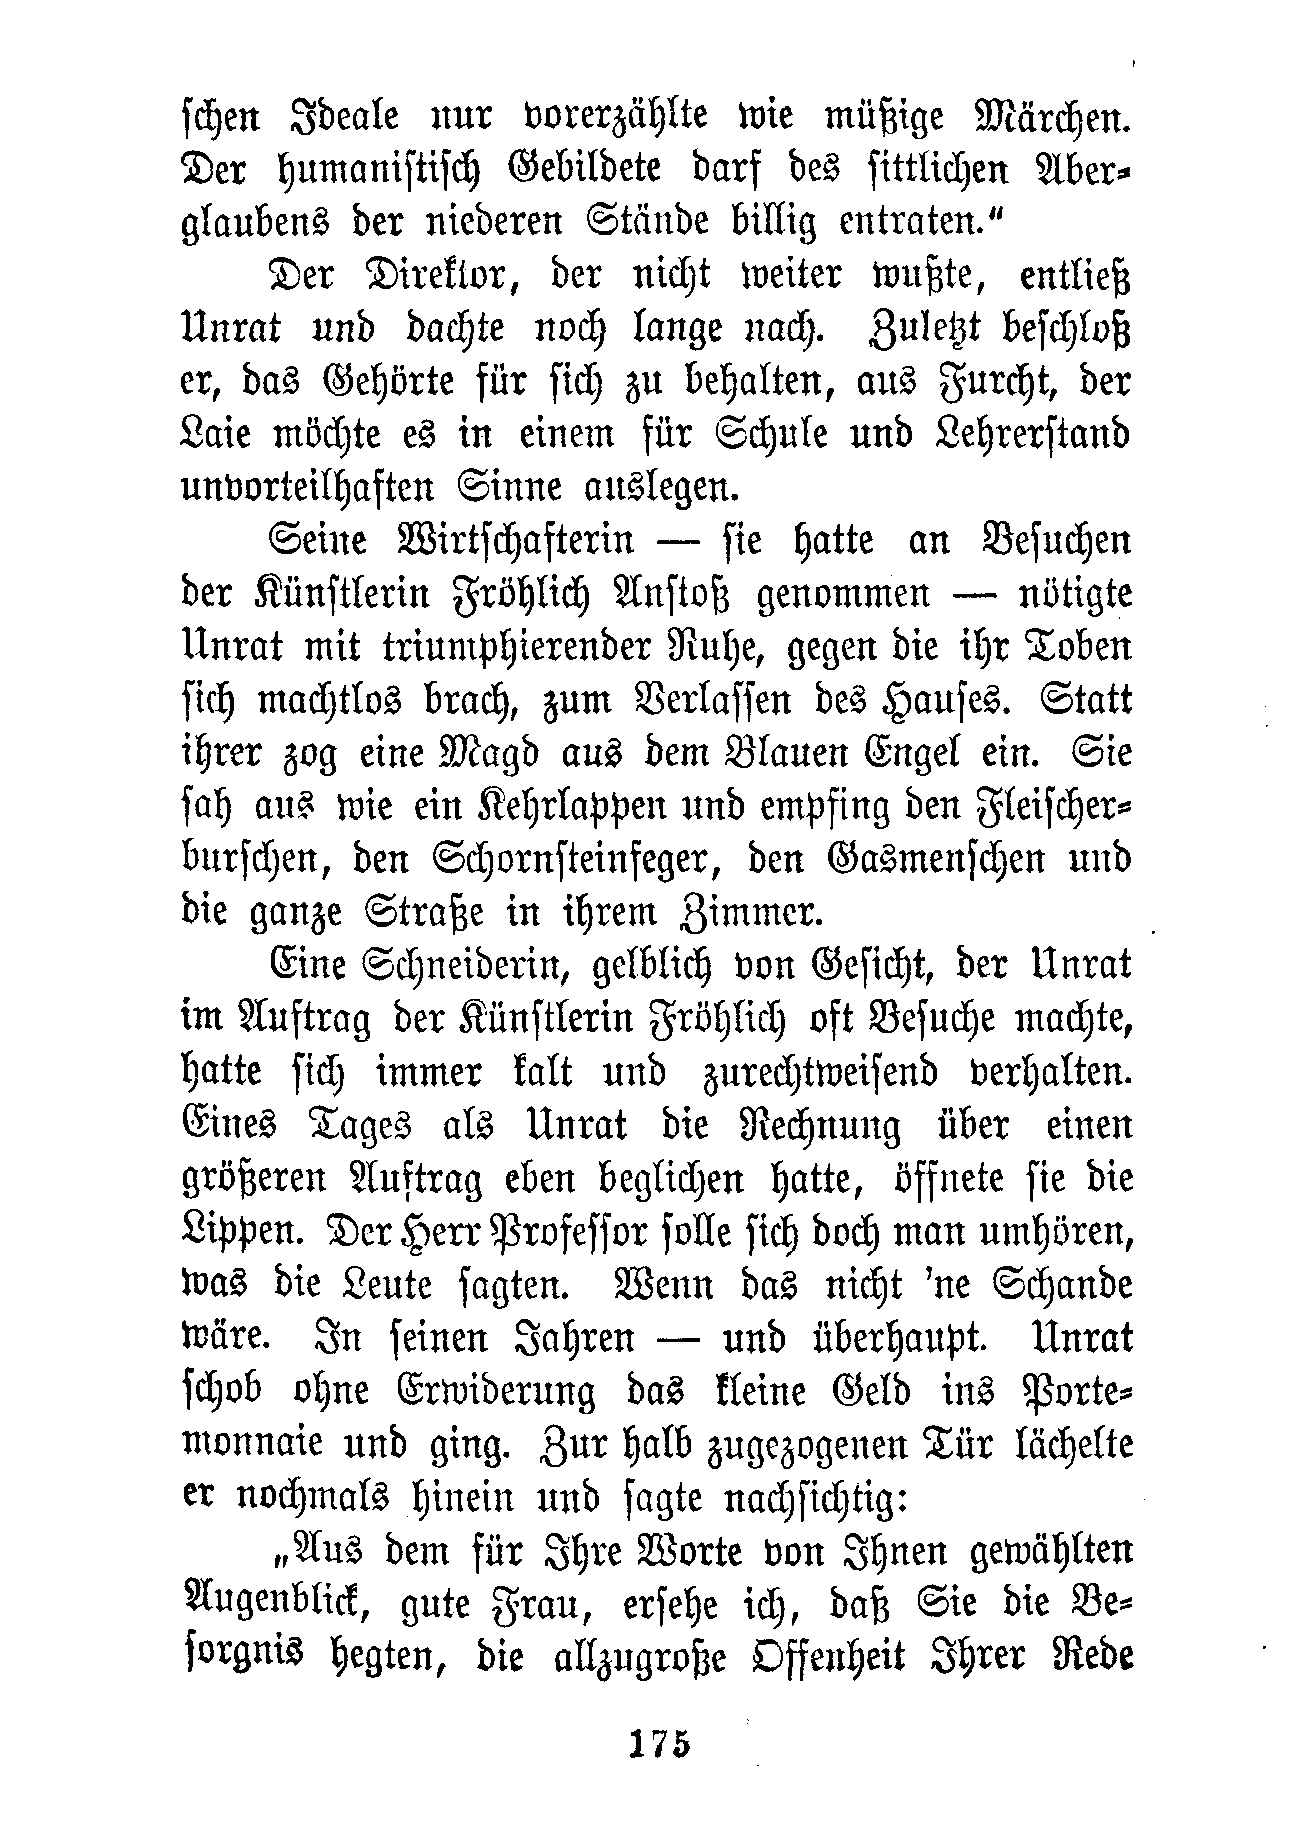 schen Ideale nur vorerzählte wie müßige Märchen.
Der humanistisch Gebildete darf des sittlichen Aber-
glaubens der niederen Stände billig entraten.“
Der Direktor, der nicht weiter wußte, entließ
Unrat und dachte noch lange nach. Zuletzt beschloß
er, das Gehörte für sich zu behalten, aus Furcht, der
Laie möchte es in einem für Schule und Lehrerstand
unvorteilhaften Sinne auslegen.
Seine Wirtschafterin — sie hatte an Besuchen
der Künstlerin Fröhlich Anstoß genommen — nötigte
Unrat mit triumphierender Ruhe, gegen die ihr Toben
sich machtlos brach, zum Verlassen des Hauses. Statt
ihrer zog eine Magd aus dem Blauen Engel ein. Sie
sah aus wie ein Kehrlappen und empfing den Fleischer-
burschen, den Schornsteinfeger, den Gasmenschen und
die ganze Straße in ihrem Zimmer.
Eine Schneiderin, gelblich von Gesicht, der Unrat
im Auftrag der Künstlerin Fröhlich oft Besuche machte,
hatte sich immer kalt und zurechtweisend verhalten.
Eines Tages als Unrat die Rechnung über einen
größeren Auftrag eben beglichen hatte, öffnete sie die
Lippen. Der Herr Professor solle sich doch man umhören,
was die Leute sagten. Wenn das nicht 'ne Schande
wäre. In seinen Jahren — und überhaupt. Unrat
schob ohne Erwiderung das kleine Geld ins Porte-
monnaie und ging. Zur halb zugezogenen Tür lächelte
er nochmals hinein und sagte nachsichtig:
„Aus dem für Ihre Worte von Ihnen gewählten
Augenblick, gute Frau, ersehe ich, daß Sie die Be-
sorgnis hegten, die allzugroße Offenheit Ihrer Rede
175